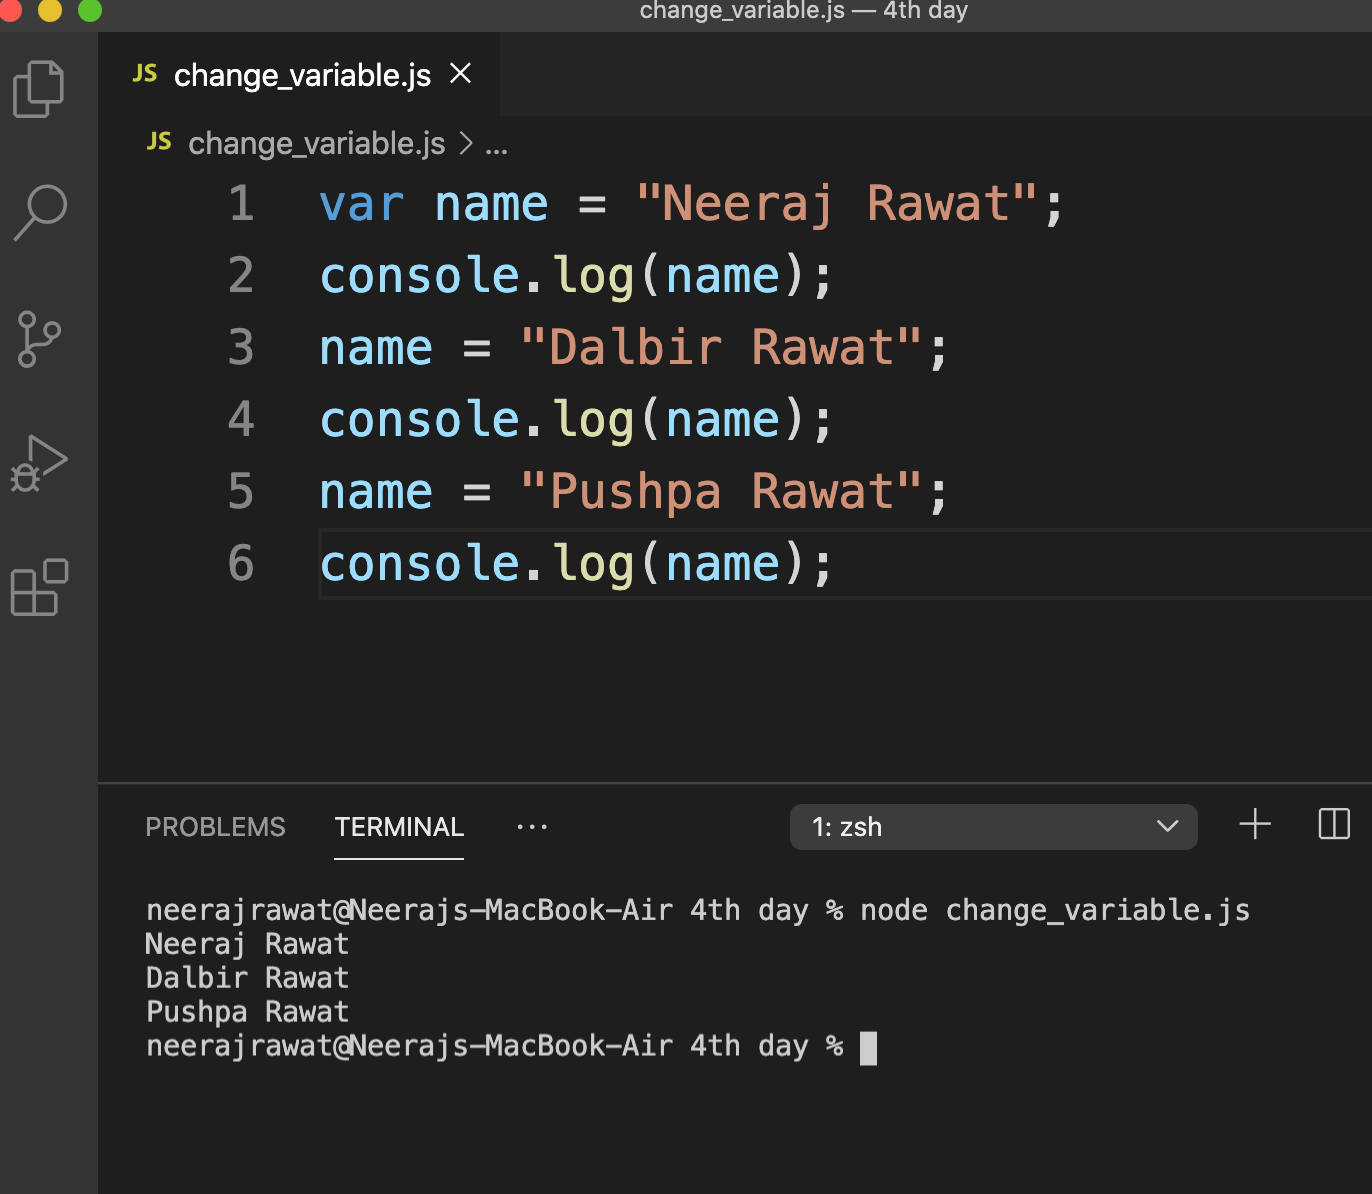 change_variable.js — 4th day
JS change_variable.js
JS change_variable.js > ...
1 var name = "Neeraj Rawat";
2 console.log(name);
3 name = "Dalbir Rawat";
4 console.log(name);
5 name = "Pushpa Rawat";
6 console.log(name);
PROBLEMS TERMINAL ... 1: zsh
neerajrawat@Neerajs-MacBook-Air 4th day % node change_variable.js
Neeraj Rawat
Dalbir Rawat
Pushpa Rawat
neerajrawat@Neerajs-MacBook-Air 4th day %